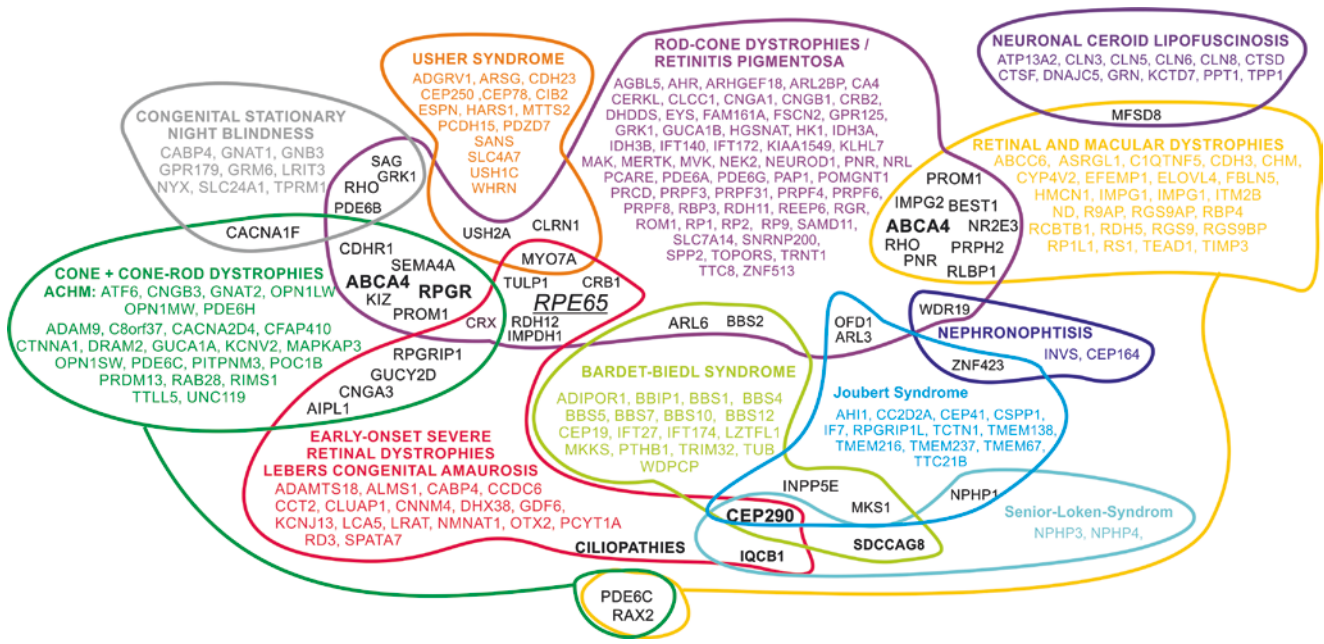 USHER SYNDROME
ADGRV1, ARSG, CDH23
CEP250 ,CEP78, CIB2
ESPN, HARS1, MTTS2
PCDH15, PDZD7
SANS
SLC4A7
USH1C
WHRN
ROD-CONE DYSTROPHIES /
RETINITIS PIGMENTOSA
AGBL5, AHR, ARHGEF18, ARL2BP, CA4
CERKL, CLCC1, CNGA1, CNGB1, CRB2,
DHDDS, EYS, FAM161A, FSCN2, GPR125,
GRK1, GUCA1B, HGSNAT, HK1, IDH3A,
IDH3B, IFT140, IFT172, KIAA1549, KLHL7
MAK, MERTK, MVK, NEK2, NEUROD1, PNR, NRL
PCARE, PDE6A, PDE6G, PAP1, POMGNT1
PRCD, PRPF3, PRPF31, PRPF4, PRPF6,
PRPF8, RBP3, RDH11, REEP6, RGR,
ROM1, RP1, RP2, RP9, SAMD11,
SLC7A14, SNRNP200,
SPP2, TOPORS, TRNT1
TTC8, ZNF513
NEURONAL CEROID LIPOFUSCINOSIS
ATP13A2, CLN3, CLN5, CLN6, CLN8, CTSD
CTSF, DNAJC5, GRN, KCTD7, PPT1, TPP1
MFSD8
RETINAL AND MACULAR DYSTROPHIES
ABCC6, ASRGL1, C1QTNF5, CDH3, CHM,
CYP4V2, EFEMP1, ELOVL4, FBLN5,
HMCN1, IMPG1, IMPG1, ITM2B
ND, R9AP, RGS9AP, RBP4
RCBTB1, RDH5, RGS9, RGS9BP
RP1L1, RS1, TEAD1, TIMP3
PROM1
IMPG2 BEST1
ABCA4 NR2E3
RHO PRPH2
PNR
RLBP1
CONGENITAL STATIONARY
NIGHT BLINDNESS
CABP4, GNAT1, GNB3
GPR179, GRM6, LRIT3
NYX, SLC24A1, TPRM1
SAG
GRK1
RHO
PDE6B
CACNA1F
USH2A
CLRN1
MYO7A
CDHR1
SEMA4A
ABCA4 RPGR
KIZ
PROM1
CRX
TULP1 CRB1
RPE65
RDH12
IMPDH1
CONE + CONE-ROD DYSTROPHIES
ACHM: ATF6, CNGB3, GNAT2, OPN1LW
OPN1MW, PDE6H
ADAM9, C8orf37, CACNA2D4, CFAP410
CTNNA1, DRAM2, GUCA1A, KCNV2, MAPKAP3
OPN1SW, PDE6C, PITPNM3, POC1B
PRDM13, RAB28, RIMS1
TTLL5, UNC119
RPGRIP1
GUCY2D
CNGA3
AIPL1
ARL6 BBS2
OFD1
ARL3
WDR19
NEPHRONOPHTISIS
INVS, CEP164
ZNF423
BARDET-BIEDL SYNDROME
ADIPOR1, BBIP1, BBS1, BBS4
BBS5, BBS7, BBS10, BBS12
CEP19, IFT27, IFT174, LZTFL1
MKKS, PTHB1, TRIM32, TUB
WDPCP
Joubert Syndrome
AHI1, CC2D2A, CEP41, CSPP1,
IF7, RPGRIP1L, TCTN1, TMEM138,
TMEM216, TMEM237, TMEM67,
TTC21B
EARLY-ONSET SEVERE
RETINAL DYSTROPHIES
LEBERS CONGENITAL AMAUROSIS
ADAMTS18, ALMS1, CABP4, CCDC6
CCT2, CLUAP1, CNNM4, DHX38, GDF6,
KCNJ13, LCA5, LRAT, NMNAT1, OTX2, PCYT1A
RD3, SPATA7
CILIOPATHIES
INPP5E
MKS1
NPHP1
CEP290
IQCB1
SDCCAG8
Senior-Loken-Syndrom
NPHP3, NPHP4,
PDE6C
RAX2